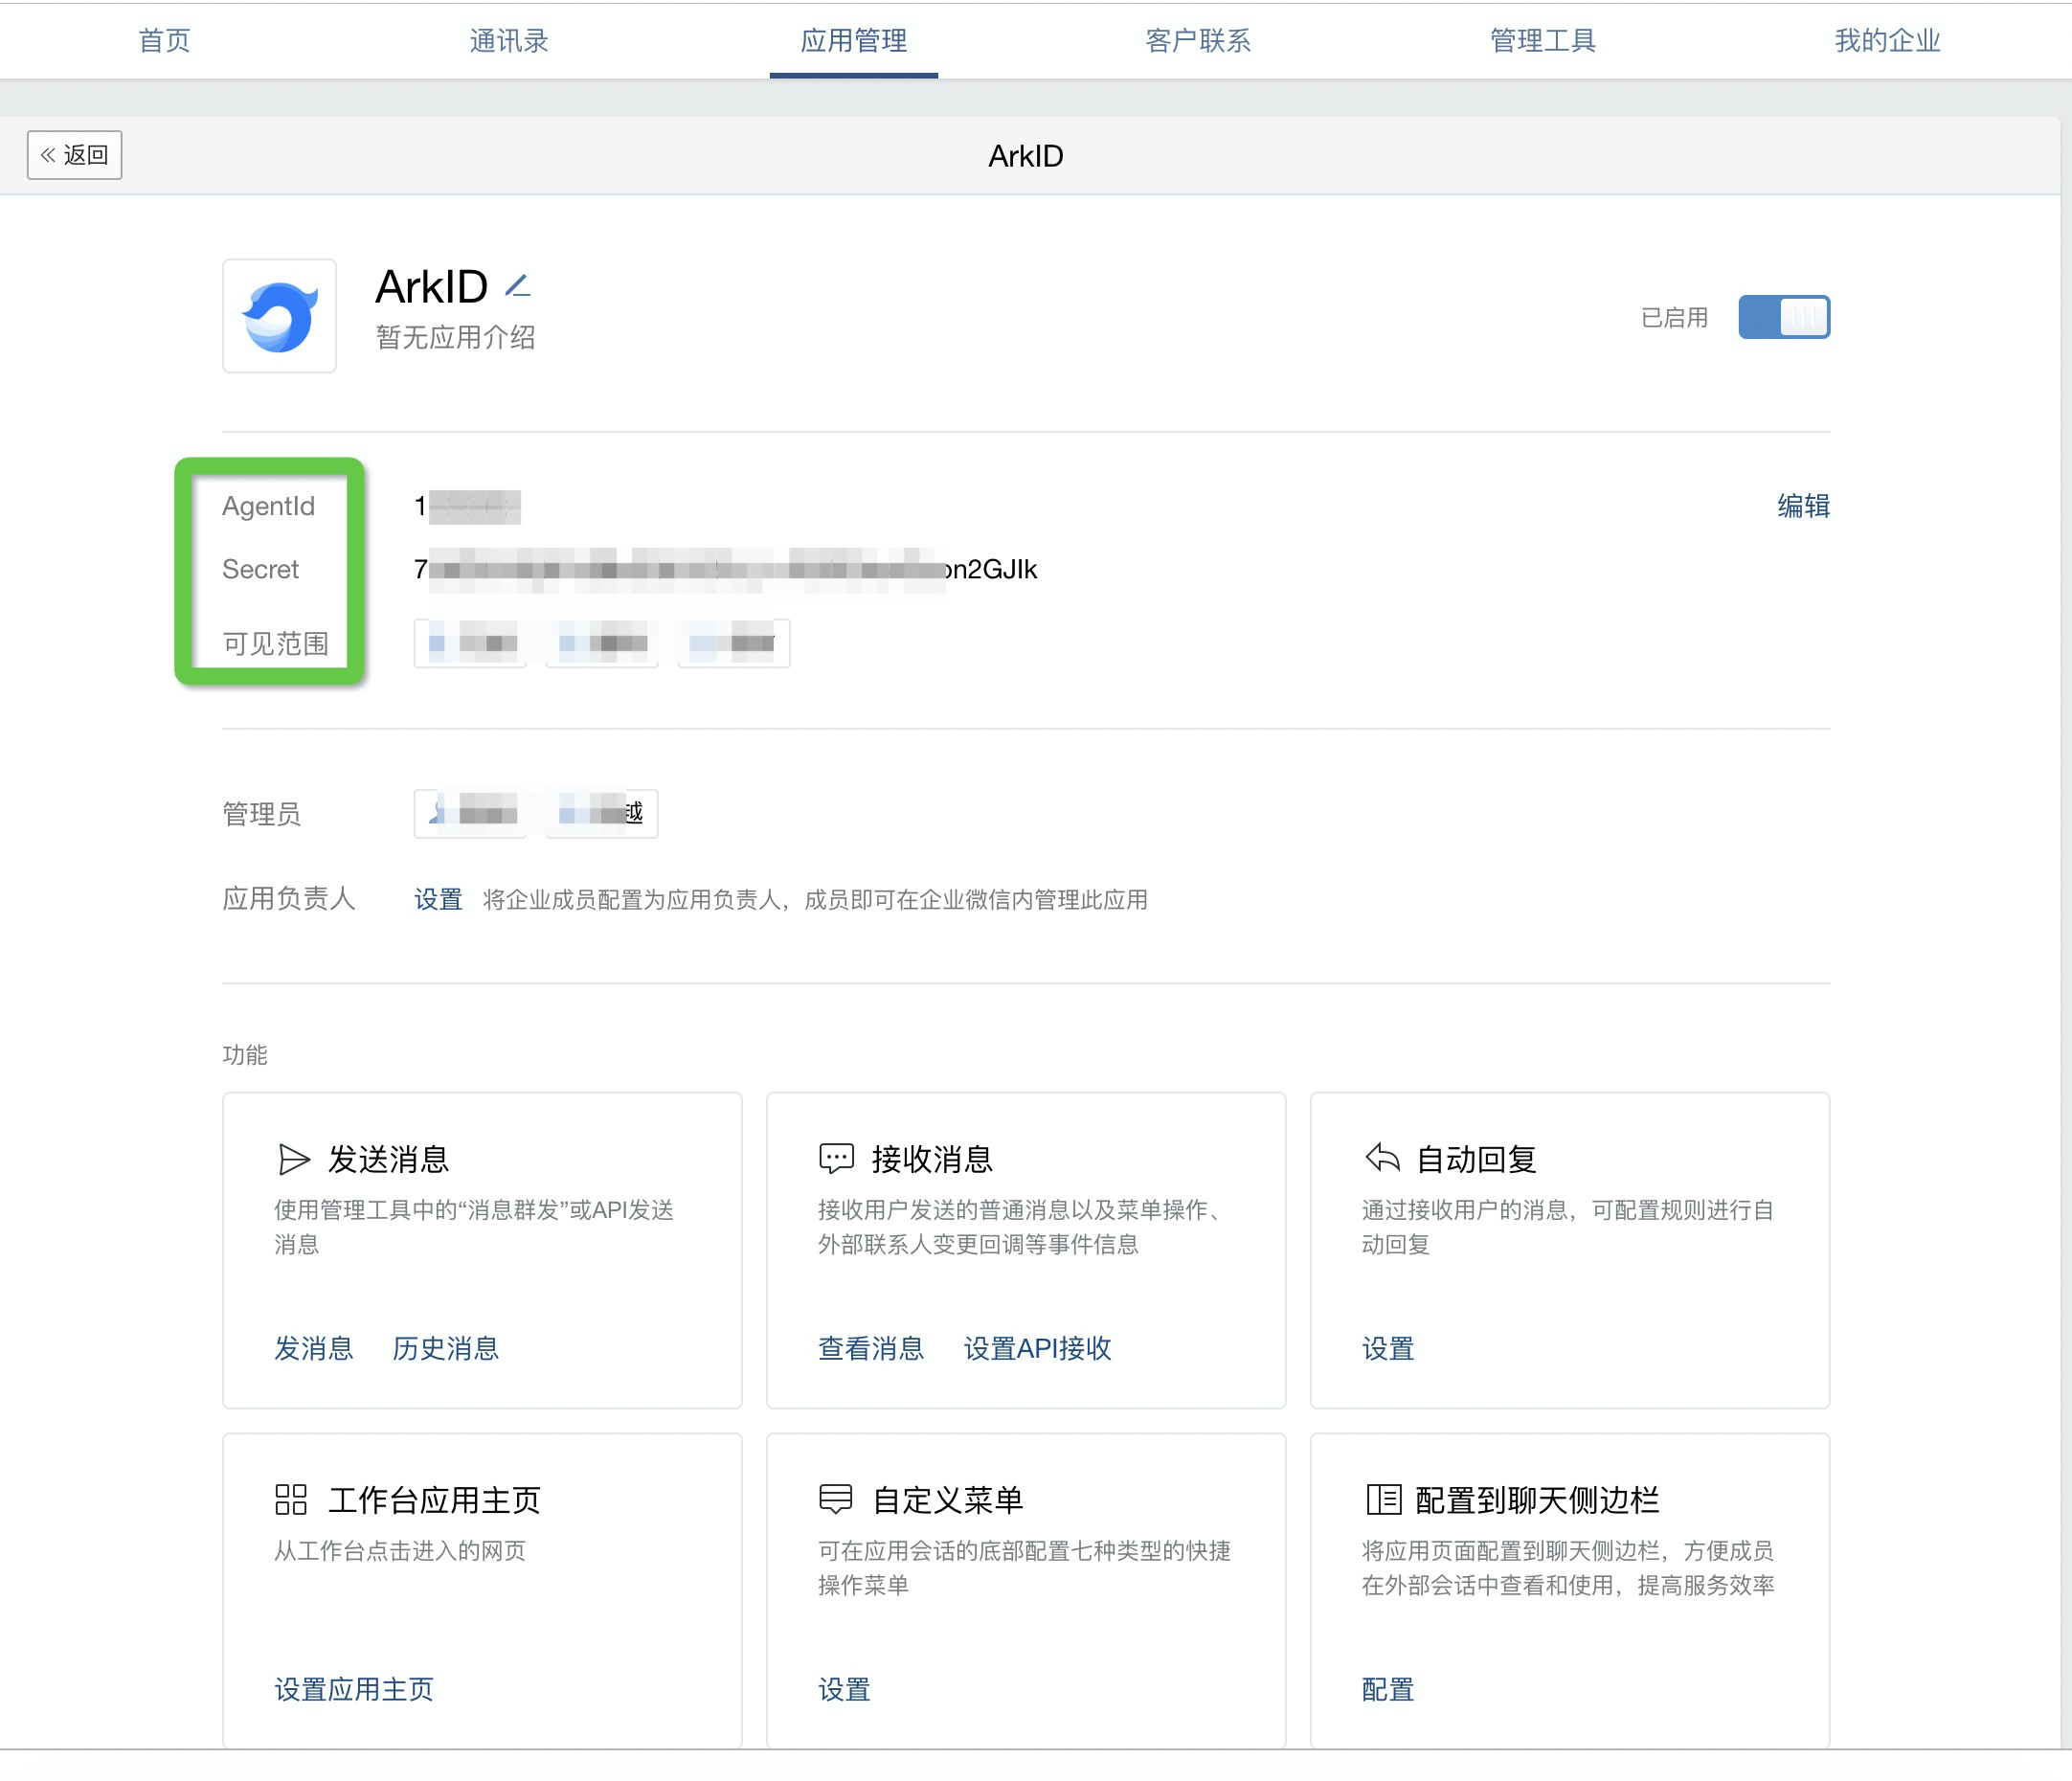 首页 通讯录 应用管理 客户联系 管理工具 我的企业
« 返回 ArkID
ArkID
暂无应用介绍
已启用
AgentId 1
编辑
Secret 7 on2GJIk
可见范围
管理员 越
应用负责人 设置 将企业成员配置为应用负责人，成员即可在企业微信内管理此应用
功能
发送消息
使用管理工具中的“消息群发”或API发送
消息
发消息 历史消息
接收消息
接收用户发送的普通消息以及菜单操作、
外部联系人变更回调等事件信息
查看消息 设置API接收
自动回复
通过接收用户的消息，可配置规则进行自
动回复
设置
工作台应用主页
从工作台点击进入的网页
设置应用主页
自定义菜单
可在应用会话的底部配置七种类型的快捷
操作菜单
设置
配置到聊天侧边栏
将应用页面配置到聊天侧边栏，方便成员
在外部会话中查看和使用，提高服务效率
配置